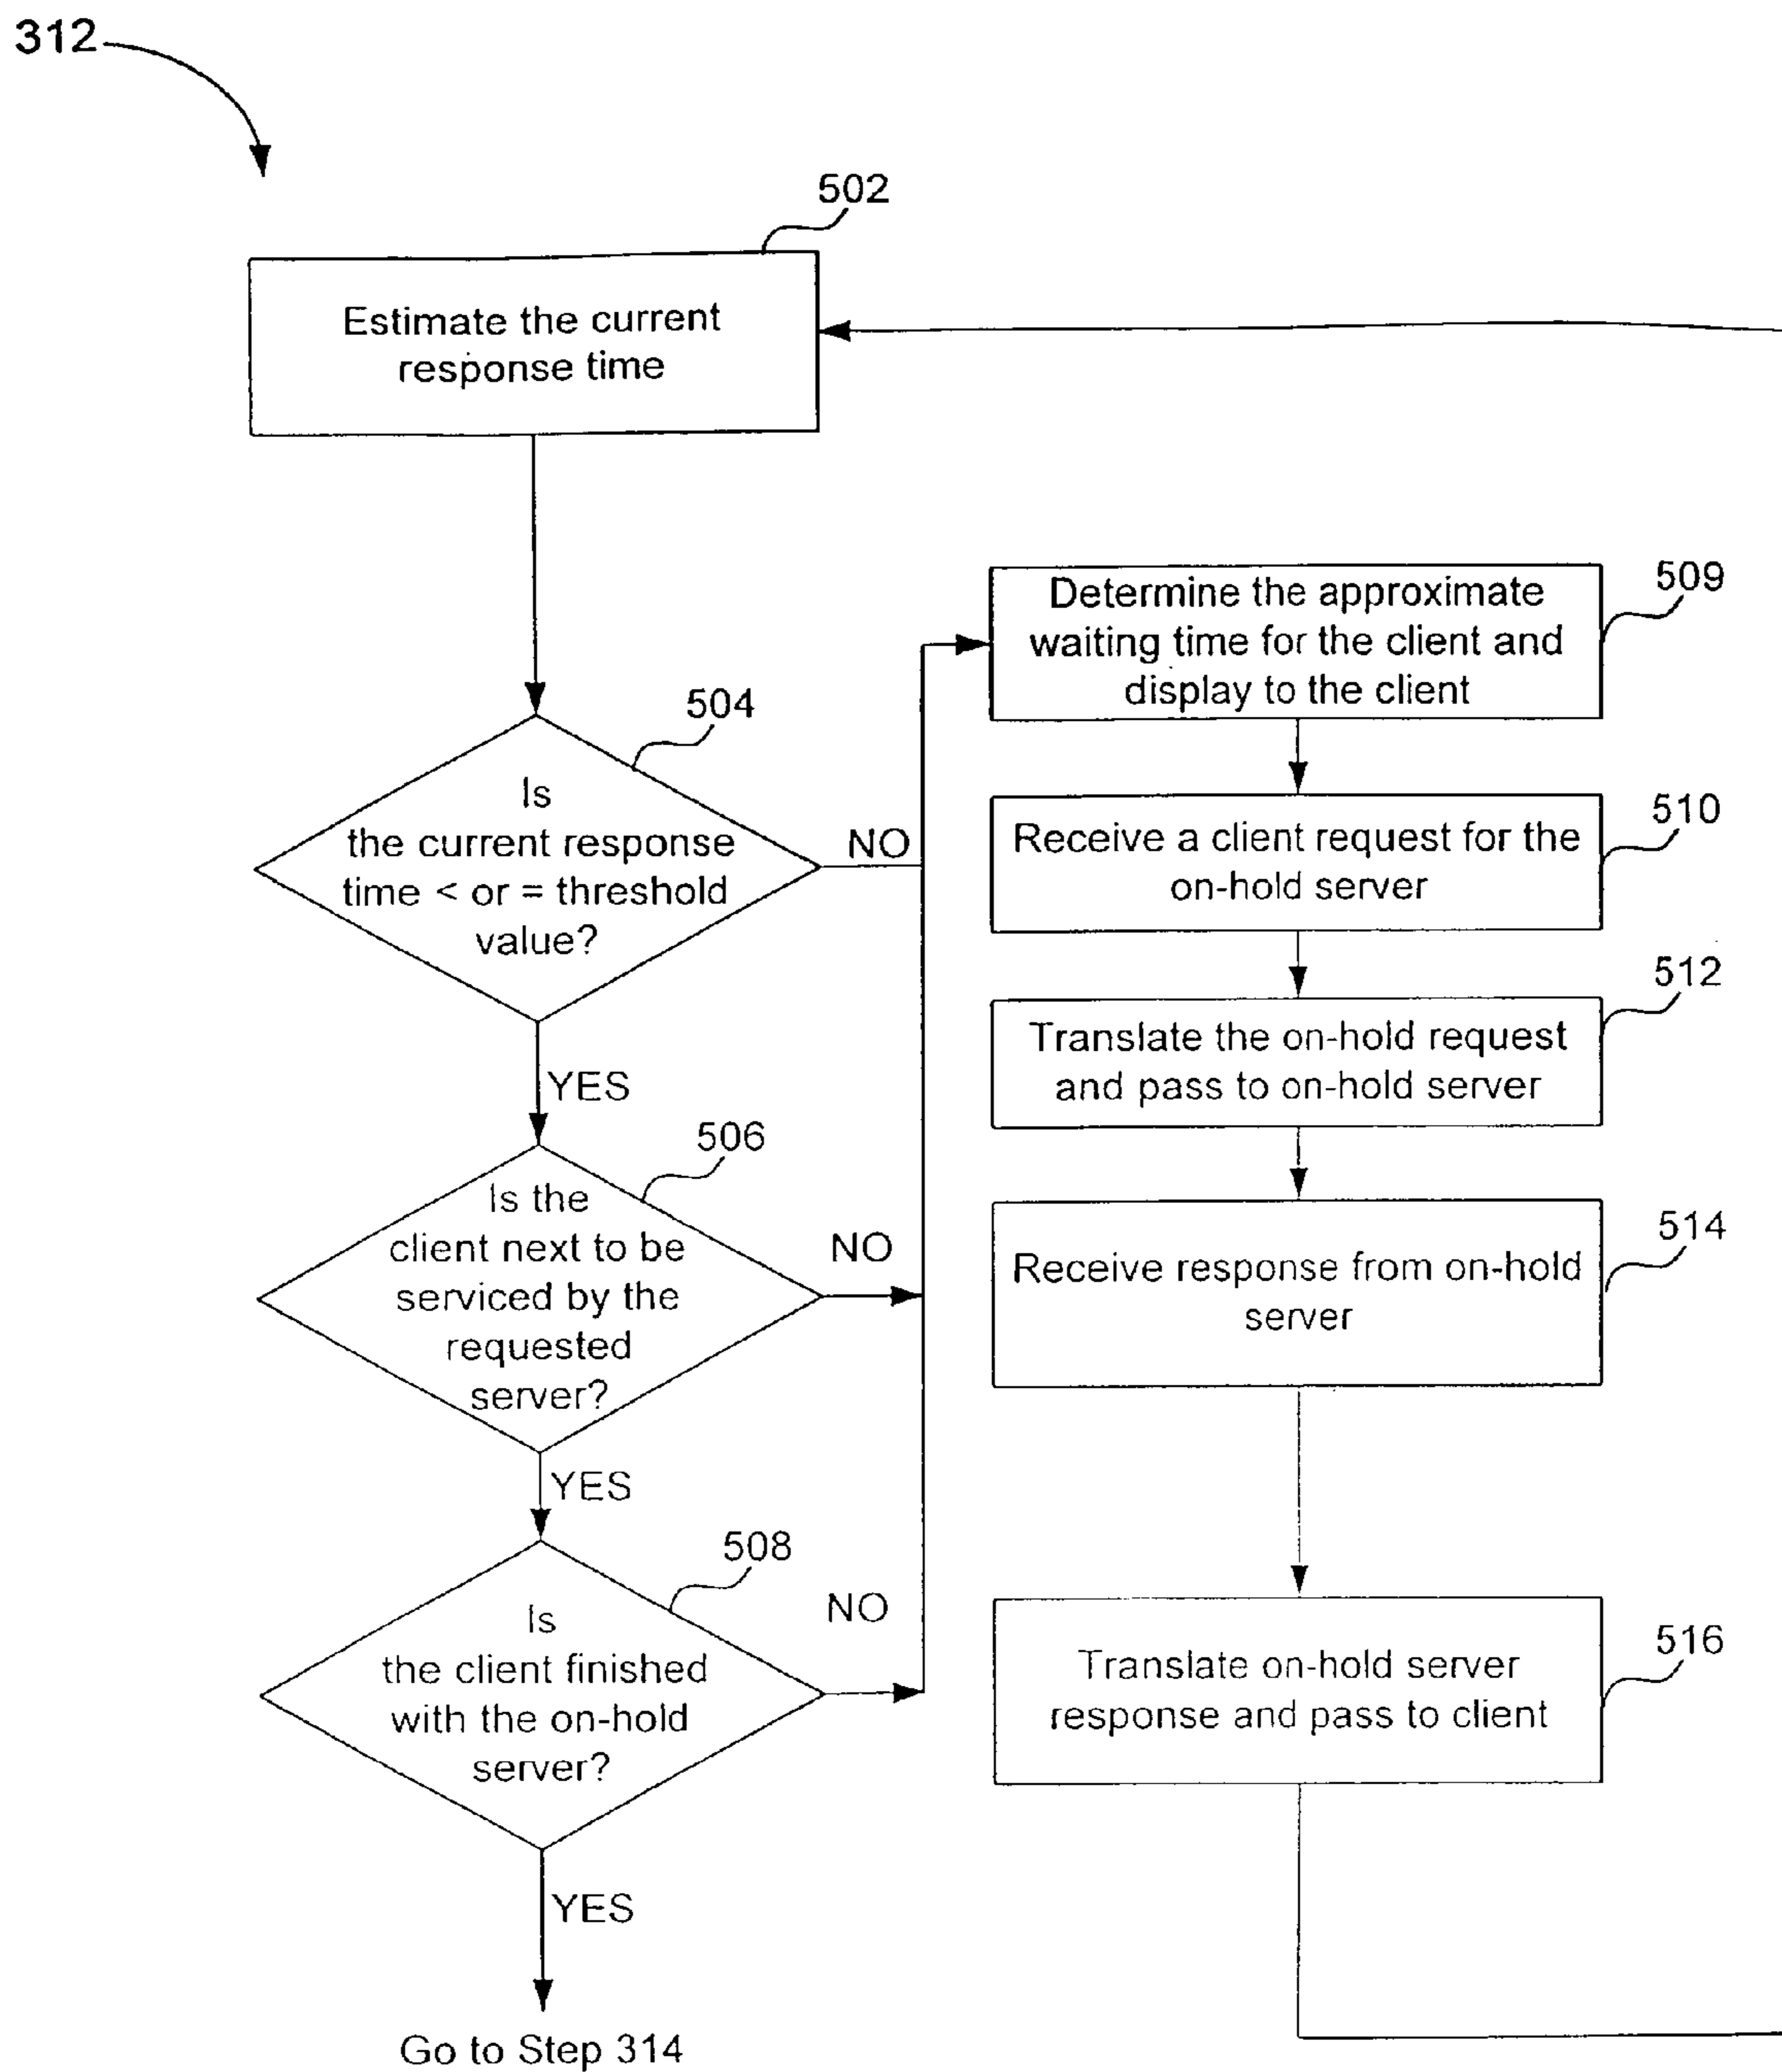 312
502
Estimate the current
response time
504
Is
the current response
time < or = threshold
value?
NO
YES
506
Is the
client next to be
serviced by the
requested
server?
NO
YES
508
Is
the client finished
with the on-hold
server?
NO
YES
Go to Step 314
509
Determine the approximate
waiting time for the client and
display to the client
510
Receive a client request for the
on-hold server
512
Translate the on-hold request
and pass to on-hold server
514
Receive response from on-hold
server
516
Translate on-hold server
response and pass to client